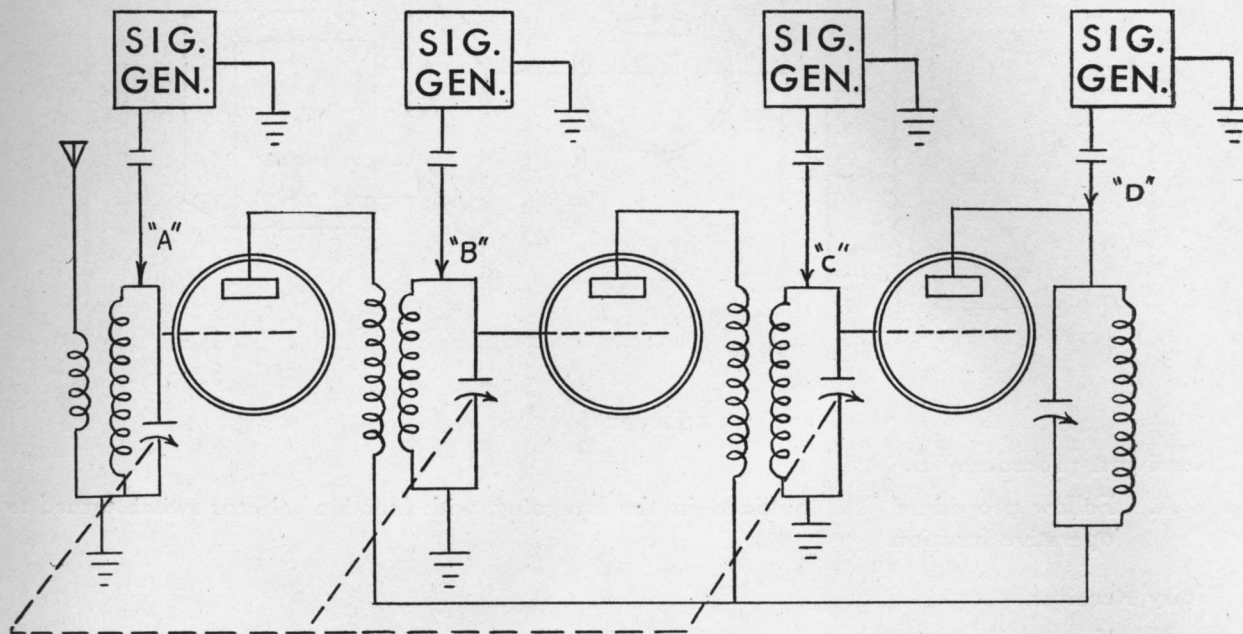 SIG.
GEN.
SIG.
GEN.
SIG.
GEN.
SIG.
GEN.
"A"
"B"
"C"
"D"